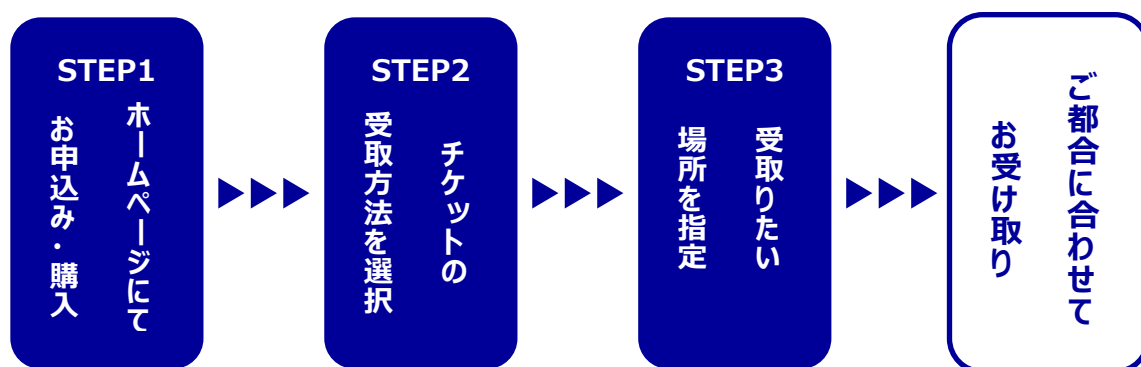 STEP1
ホームページにて
お申込み・購入
STEP2
チケットの
受取方法を選択
STEP3
受取りたい
場所を指定
ご都合に合わせて
お受け取り